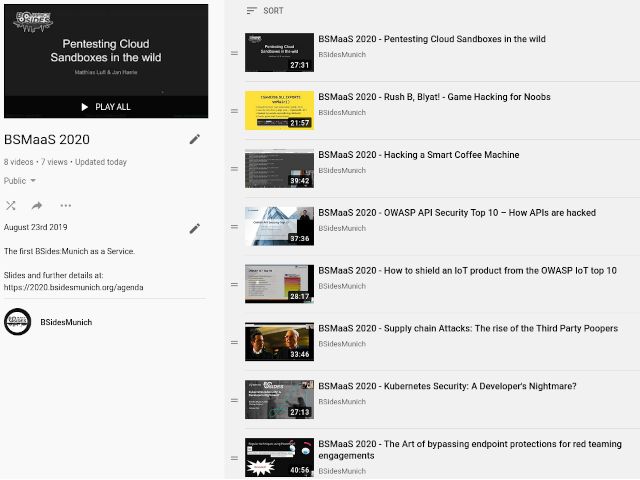 Pentesting Cloud
Sandboxes in the wild
Matthias Luft & Jan Harrie
PLAY ALL
BSMaaS 2020
8 videos • 7 views • Updated today
Public
August 23rd 2019
The first BSides Munich as a Service.
Slides and further details at:
https://2020.bsidesmunich.org/agenda
BSidesMunich
SORT
BSMaaS 2020 - Pentesting Cloud Sandboxes in the wild
BSidesMunich
27:31
BSMaaS 2020 - Rush B, Blyat! - Game Hacking for Noobs
BSidesMunich
21:57
BSMaaS 2020 - Hacking a Smart Coffee Machine
BSidesMunich
39:42
BSMaaS 2020 - OWASP API Security Top 10 – How APIs are hacked
BSidesMunich
37:36
BSMaaS 2020 - How to shield an IoT product from the OWASP IoT top 10
BSidesMunich
28:17
BSMaaS 2020 - Supply chain Attacks: The rise of the Third Party Poopers
BSidesMunich
33:46
BSMaaS 2020 - Kubernetes Security: A Developer's Nightmare?
BSidesMunich
27:13
BSMaaS 2020 - The Art of bypassing endpoint protections for red teaming
engagements
BSidesMunich
40:56